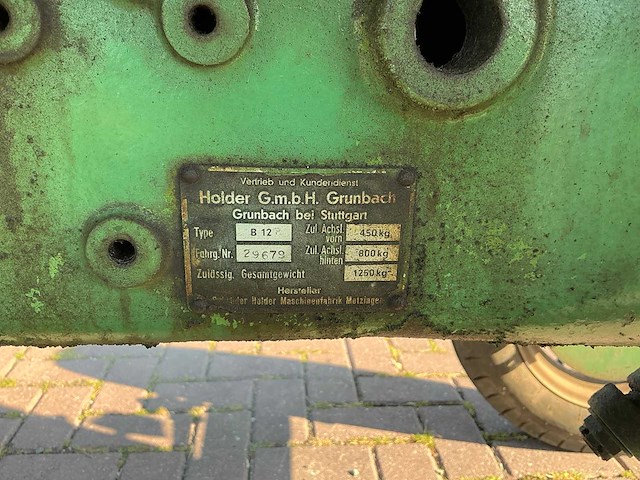 Vertrieb und Kundendienst
Holder G.m.b.H. Grunbach
Grunbach bei Stuttgart
Type B 12 Zul. Achsl. vorn 450 kg
Fahrg. Nr. 29679 Zul. Achsl. hinten 800 kg
Zulässig. Gesamtgewicht 1250 kg
Hersteller
Holder Maschinenfabrik Metzingen